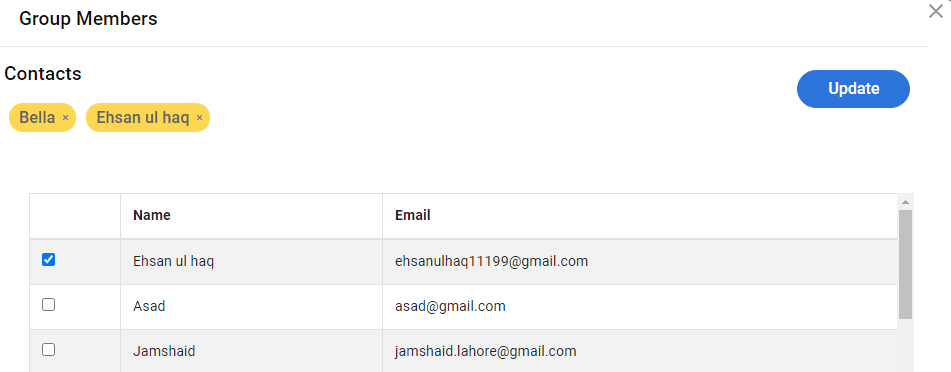 Group Members
Contacts
Update
Bella ×
Ehsan ul haq ×
Name Email
Ehsan ul haq ehsanulhaq11199@gmail.com
Asad asad@gmail.com
Jamshaid jamshaid.lahore@gmail.com